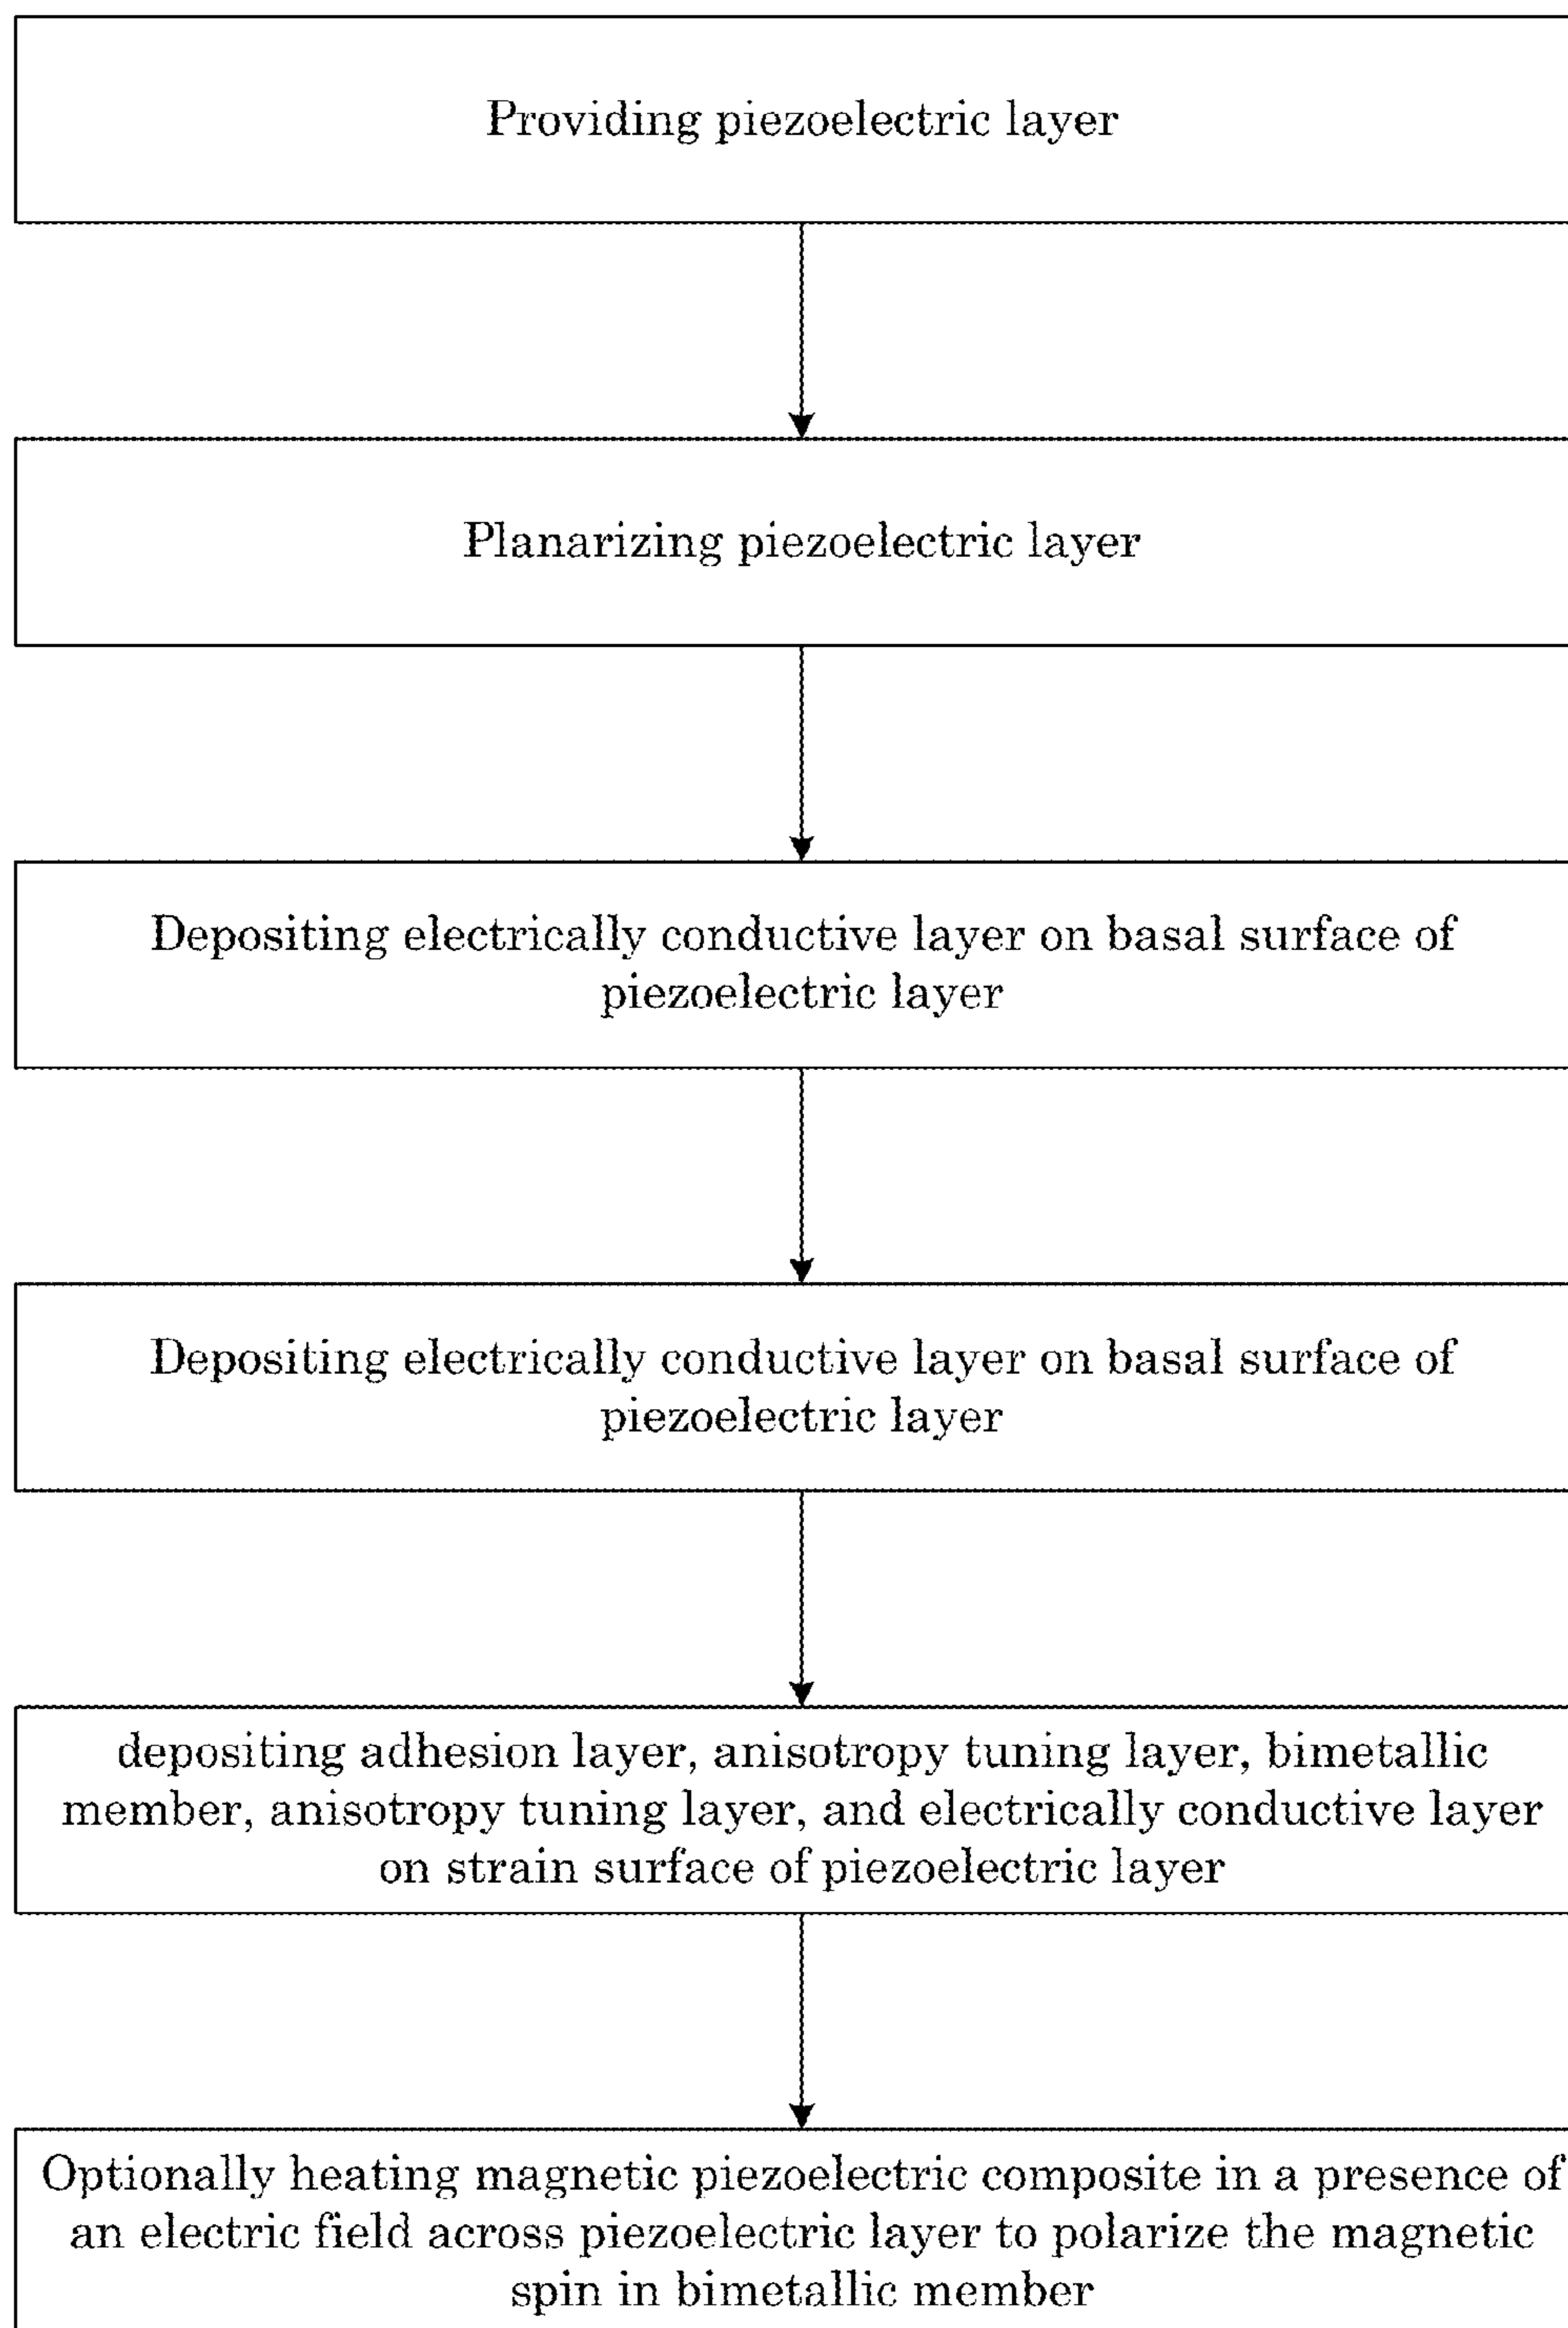 Providing piezoelectric layer
Planarizing piezoelectric layer
Depositing electrically conductive layer on basal surface of
piezoelectric layer
Depositing electrically conductive layer on basal surface of
piezoelectric layer
depositing adhesion layer, anisotropy tuning layer, bimetallic
member, anisotropy tuning layer, and electrically conductive layer
on strain surface of piezoelectric layer
Optionally heating magnetic piezoelectric composite in a presence of
an electric field across piezoelectric layer to polarize the magnetic
spin in bimetallic member